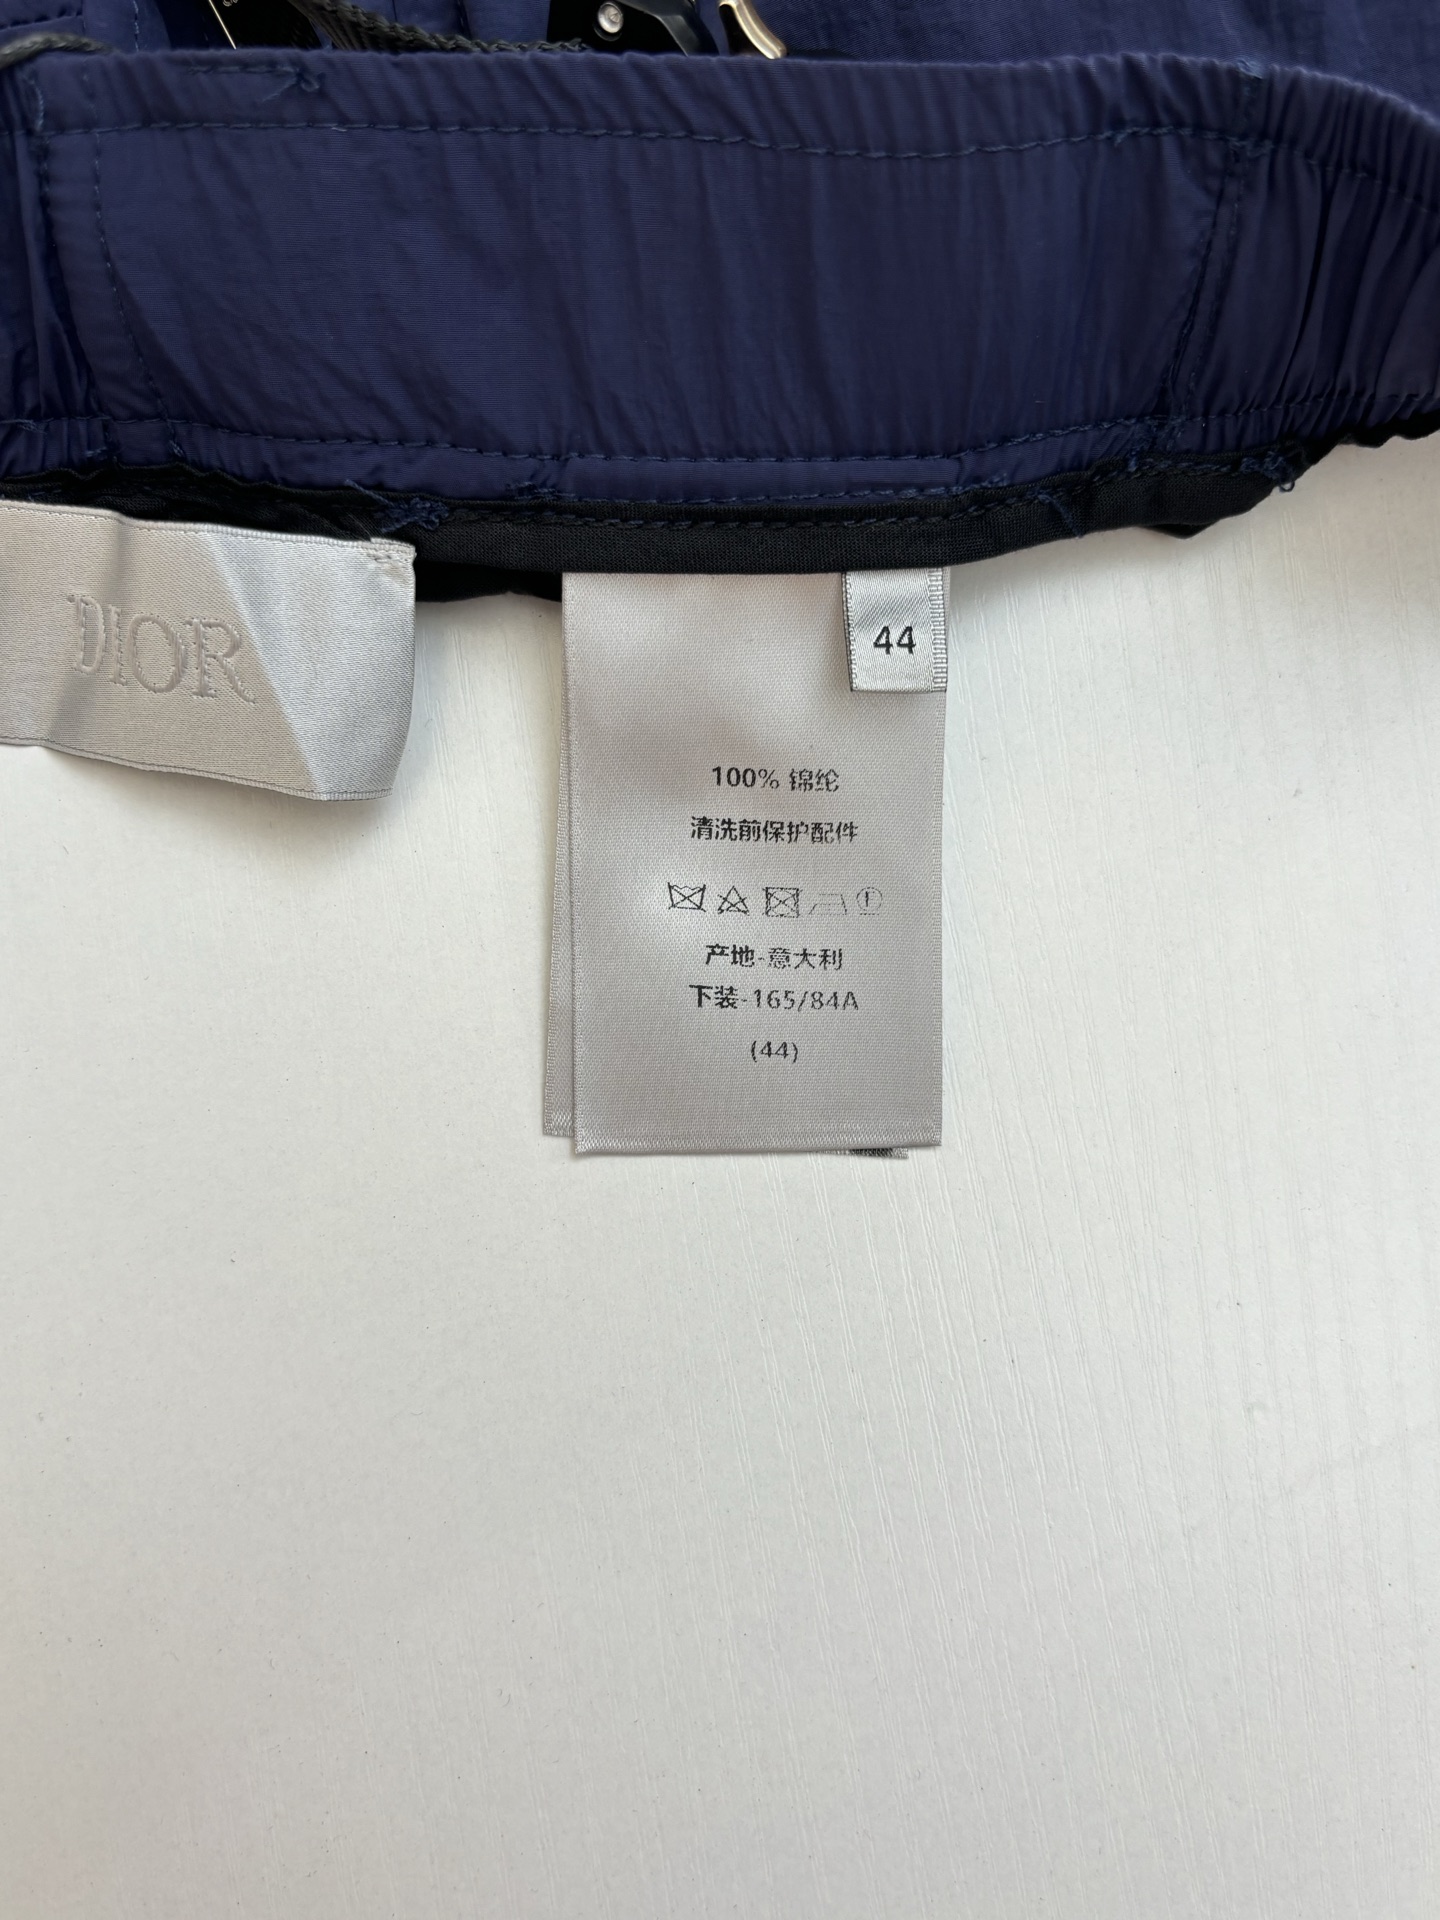 DIOR
44
100% 锦纶
清洗前保护配件
产地-意大利
下装-165/84A
(44)